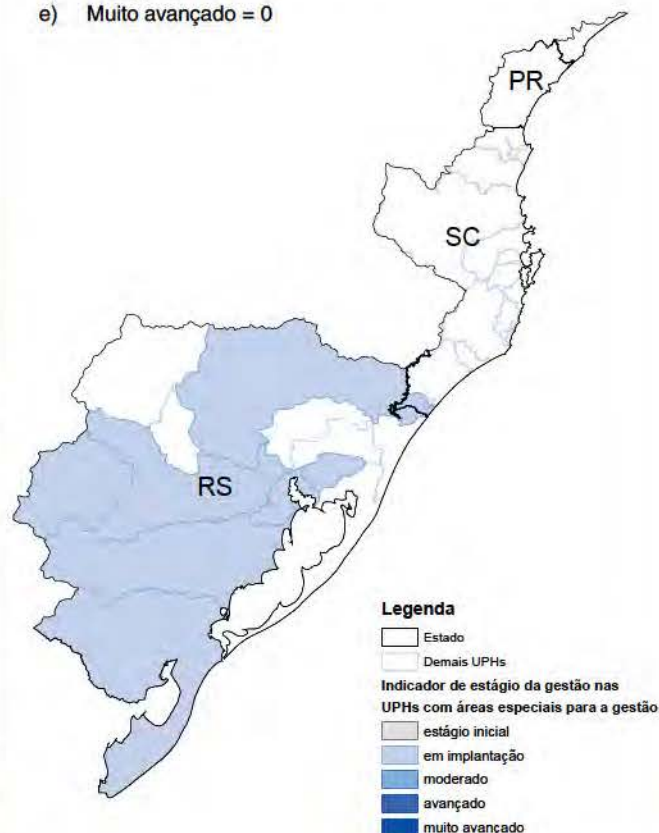 e) Muito avançado = 0
PR
SC
RS
Legenda
Estado
Demais UPHs
Indicador de estágio da gestão nas
UPHs com áreas especiais para a gestão
estágio inicial
em implantação
moderado
avançado
muito avançado